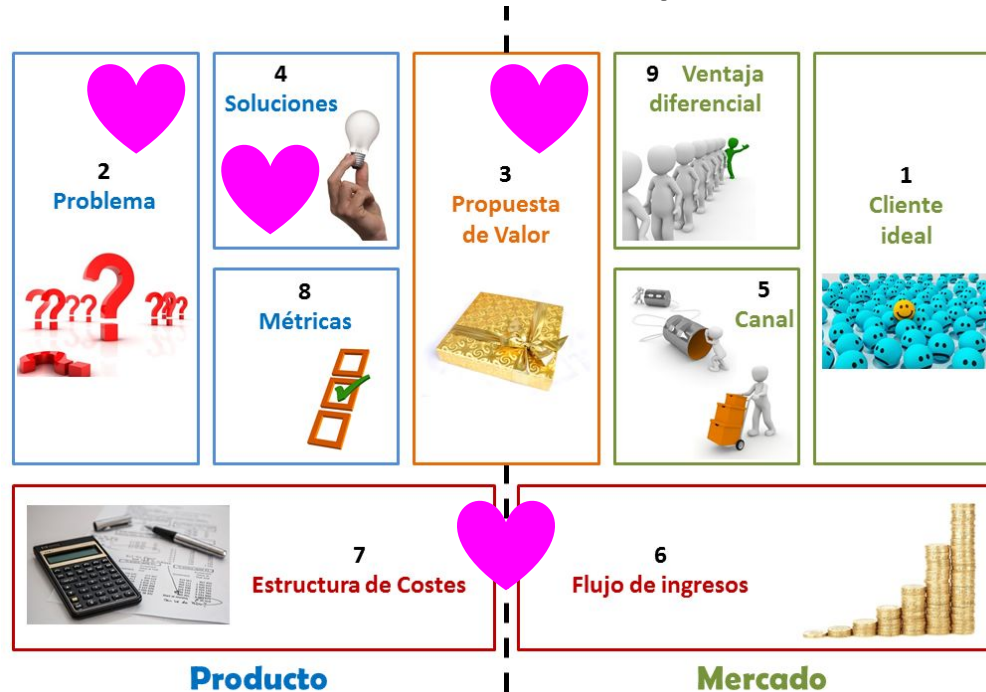 2
Problema
4
Soluciones
8
Métricas
3
Propuesta
de Valor
9 Ventaja
diferencial
5
Canal
1
Cliente
ideal
7
Estructura de Costes
6
Flujo de ingresos
Producto
Mercado